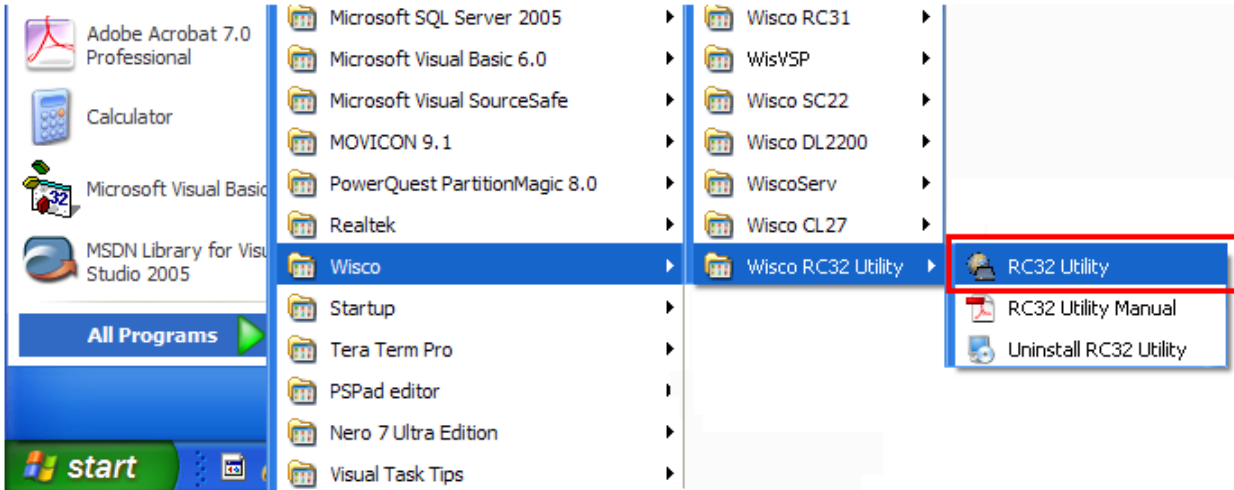 Adobe Acrobat 7.0
Professional
Calculator
Microsoft Visual Basic
MSDN Library for Visu
Studio 2005
All Programs
start
Microsoft SQL Server 2005
Microsoft Visual Basic 6.0
Microsoft Visual SourceSafe
MOVICON 9.1
PowerQuest PartitionMagic 8.0
Realtek
Wisco
Startup
Tera Term Pro
PSPad editor
Nero 7 Ultra Edition
Visual Task Tips
Wisco RC31
WisVSP
Wisco SC22
Wisco DL2200
WiscoServ
Wisco CL27
Wisco RC32 Utility
RC32 Utility
RC32 Utility Manual
Uninstall RC32 Utility